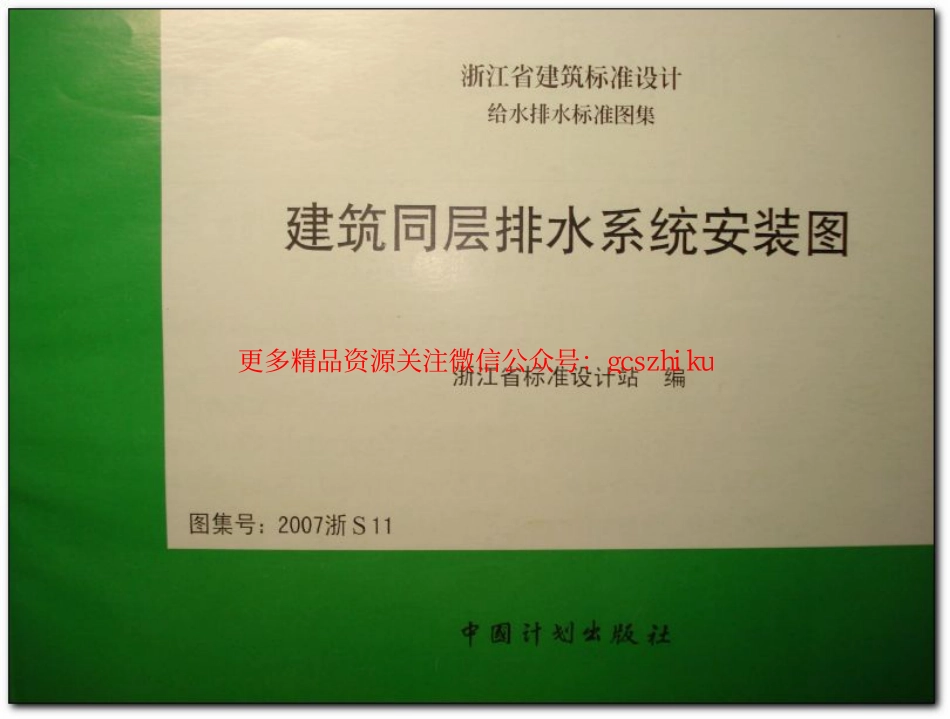 浙江省建筑标准设计
给水排水标准图集
建筑同层排水系统安装图
更多精品资源关注微信公众号：gcszhiku
浙江省标准设计站 编
图集号：2007浙S11
中国计划出版社